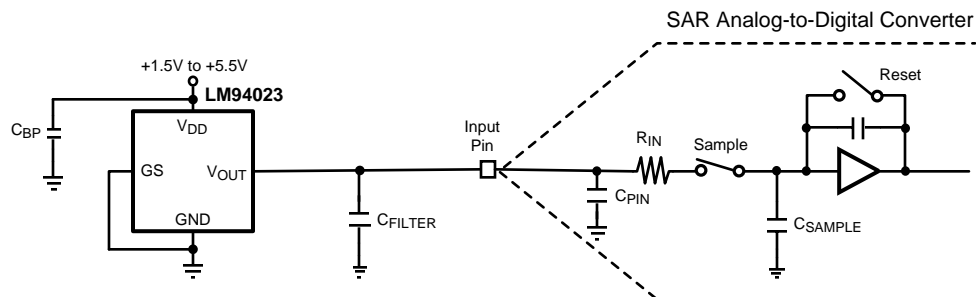 SAR Analog-to-Digital Converter
+1.5V to +5.5V
LM94023
Reset
CBP
VDD
Input
Pin
RIN
Sample
GS
VOUT
CPIN
GND
CFILTER
CSAMPLE